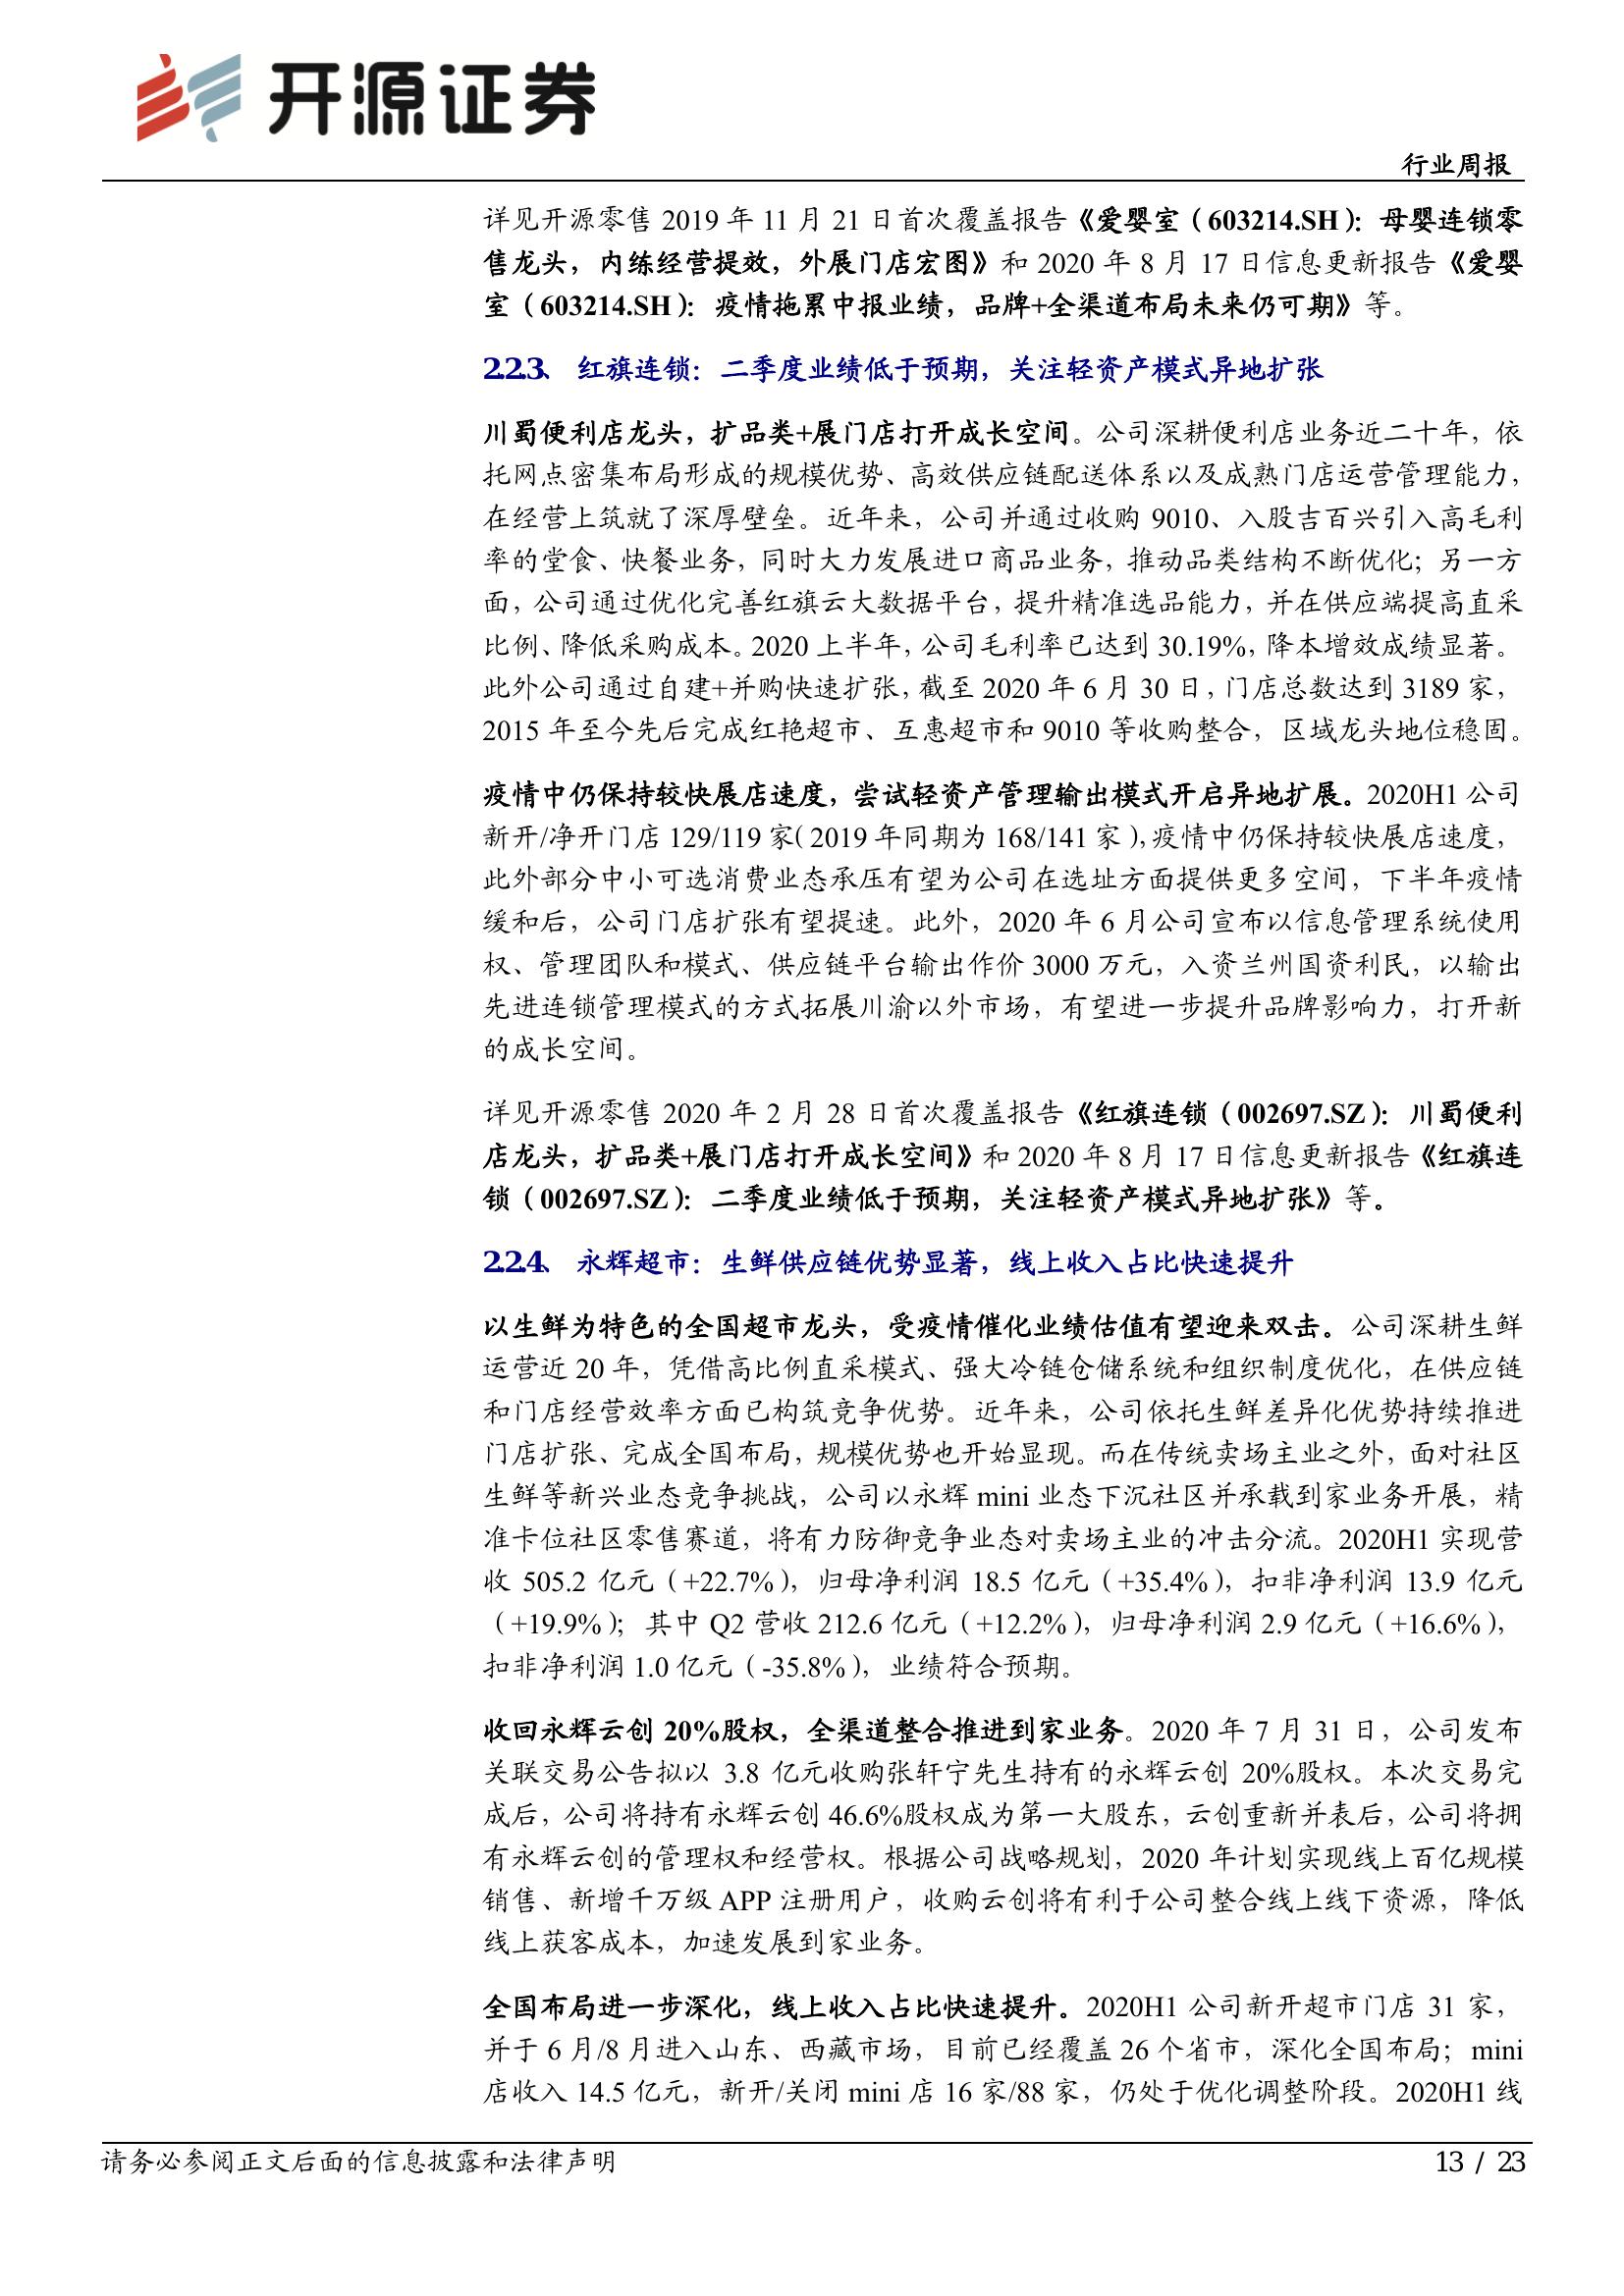 开源证券
行业周报
详见开源零售 2019 年 11 月 21 日首次覆盖报告《爱婴室（603214.SH）：母婴连锁零
售龙头，内练经营提效，外展门店宏图》和 2020 年 8 月 17 日信息更新报告《爱婴
室（603214.SH）：疫情拖累中报业绩，品牌+全渠道布局未来仍可期》等。
2.2.3、 红旗连锁：二季度业绩低于预期，关注轻资产模式异地扩张
川蜀便利店龙头，扩品类+展门店打开成长空间。公司深耕便利店业务近二十年，依
托网点密集布局形成的规模优势、高效供应链配送体系以及成熟门店运营管理能力，
在经营上筑就了深厚壁垒。近年来，公司并通过收购 9010、入股吉百兴引入高毛利
率的堂食、快餐业务，同时大力发展进口商品业务，推动品类结构不断优化；另一方
面，公司通过优化完善红旗云大数据平台，提升精准选品能力，并在供应端提高直采
比例、降低采购成本。2020 上半年，公司毛利率已达到 30.19%，降本增效成绩显著。
此外公司通过自建+并购快速扩张，截至 2020 年 6 月 30 日，门店总数达到 3189 家，
2015 年至今先后完成红艳超市、互惠超市和 9010 等收购整合，区域龙头地位稳固。
疫情中仍保持较快展店速度，尝试轻资产管理输出模式开启异地扩展。2020H1 公司
新开/净开门店 129/119 家（2019 年同期为 168/141 家），疫情中仍保持较快展店速度，
此外部分中小可选消费业态承压有望为公司在选址方面提供更多空间，下半年疫情
缓和后，公司门店扩张有望提速。此外，2020 年 6 月公司宣布以信息管理系统使用
权、管理团队和模式、供应链平台输出作价 3000 万元，入资兰州国资利民，以输出
先进连锁管理模式的方式拓展川渝以外市场，有望进一步提升品牌影响力，打开新
的成长空间。
详见开源零售 2020 年 2 月 28 日首次覆盖报告《红旗连锁（002697.SZ）：川蜀便利
店龙头，扩品类+展门店打开成长空间》和 2020 年 8 月 17 日信息更新报告《红旗连
锁（002697.SZ）：二季度业绩低于预期，关注轻资产模式异地扩张》等。
2.2.4、 永辉超市：生鲜供应链优势显著，线上收入占比快速提升
以生鲜为特色的全国超市龙头，受疫情催化业绩估值有望迎来双击。公司深耕生鲜
运营近 20 年，凭借高比例直采模式、强大冷链仓储系统和组织制度优化，在供应链
和门店经营效率方面已构筑竞争优势。近年来，公司依托生鲜差异化优势持续推进
门店扩张、完成全国布局，规模优势也开始显现。而在传统卖场主业之外，面对社区
生鲜等新兴业态竞争挑战，公司以永辉 mini 业态下沉社区并承载到家业务开展，精
准卡位社区零售赛道，将有力防御竞争业态对卖场主业的冲击分流。2020H1 实现营
收 505.2 亿元（+22.7%），归母净利润 18.5 亿元（+35.4%），扣非净利润 13.9 亿元
（+19.9%）；其中 Q2 营收 212.6 亿元（+12.2%），归母净利润 2.9 亿元（+16.6%），
扣非净利润 1.0 亿元（-35.8%），业绩符合预期。
收回永辉云创 20%股权，全渠道整合推进到家业务。2020 年 7 月 31 日，公司发布
关联交易公告拟以 3.8 亿元收购张轩宁先生持有的永辉云创 20%股权。本次交易完
成后，公司将持有永辉云创 46.6%股权成为第一大股东，云创重新并表后，公司将拥
有永辉云创的管理权和经营权。根据公司战略规划，2020 年计划实现线上百亿规模
销售、新增千万级 APP 注册用户，收购云创将有利于公司整合线上线下资源，降低
线上获客成本，加速发展到家业务。
全国布局进一步深化，线上收入占比快速提升。2020H1 公司新开超市门店 31 家，
并于 6 月/8 月进入山东、西藏市场，目前已经覆盖 26 个省市，深化全国布局；mini
店收入 14.5 亿元，新开/关闭 mini 店 16 家/88 家，仍处于优化调整阶段。2020H1 线
请务必参阅正文后面的信息披露和法律声明
13 / 23